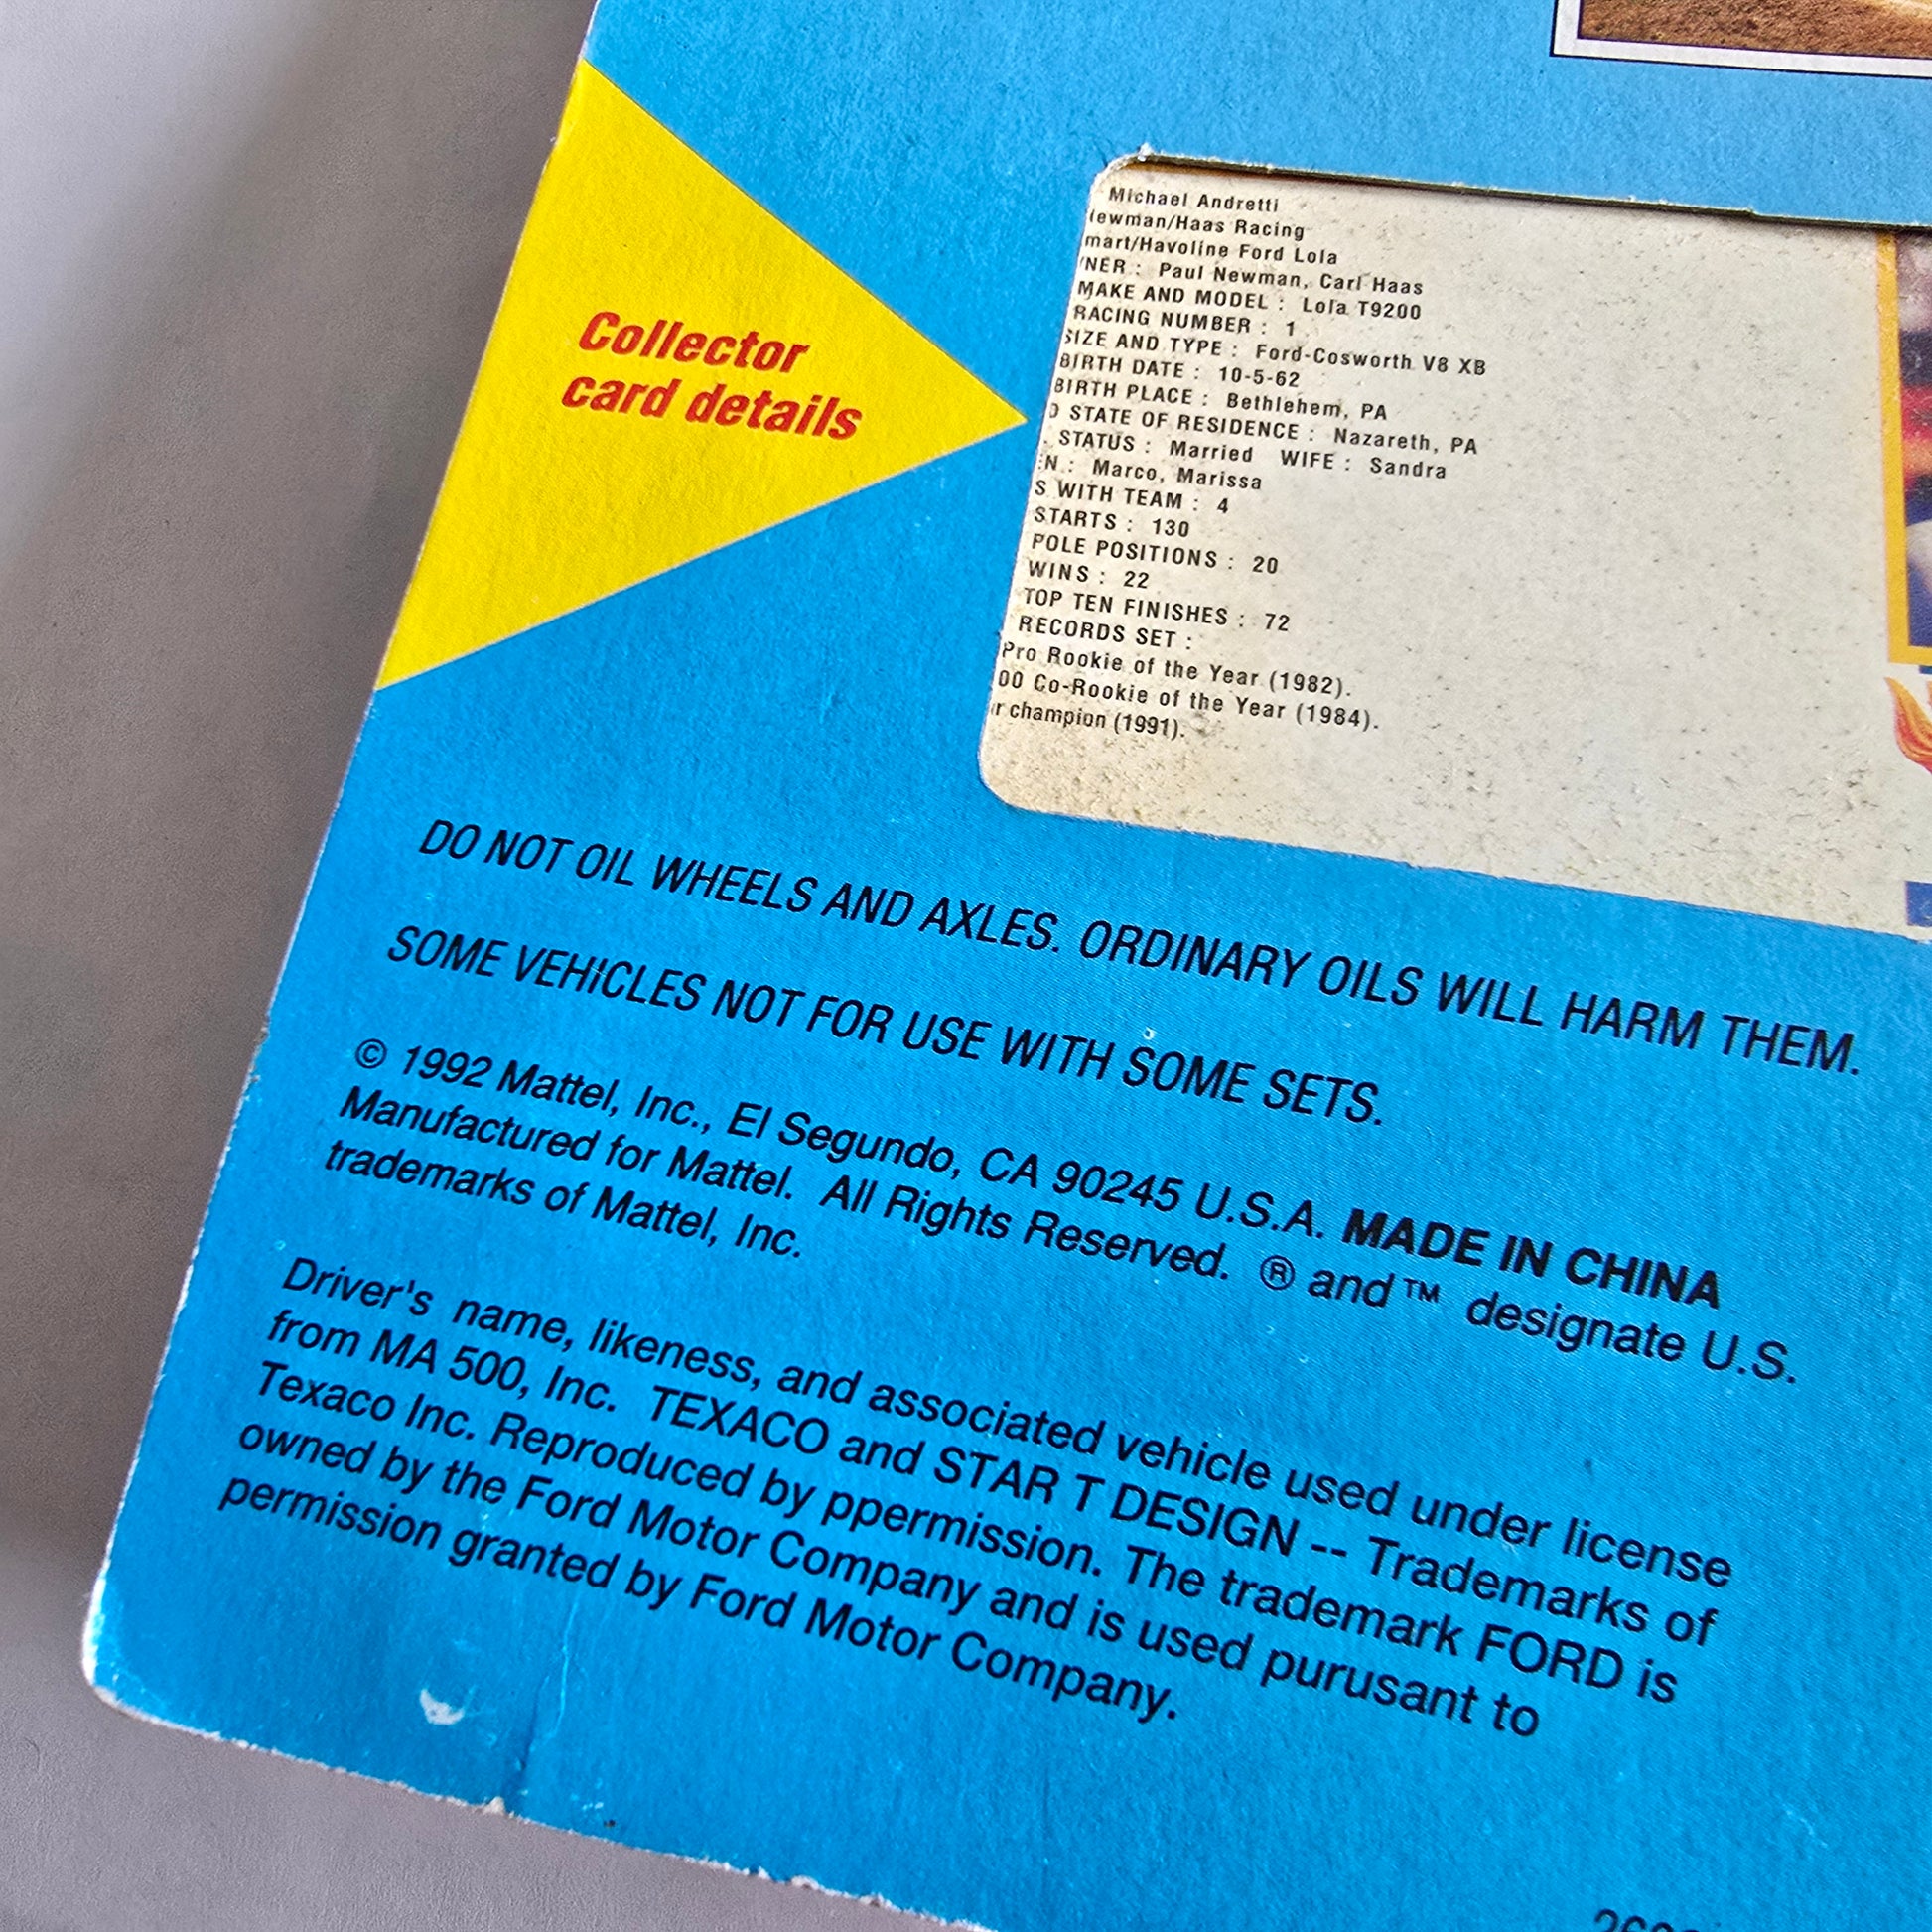 Michael Andretti
ewman/Haas Racing
mart/Havoline Ford Lola
NER : Paul Newman, Carl Haas
MAKE AND MODEL : Lola T9200
RACING NUMBER : 1
SIZE AND TYPE : Ford-Cosworth V8 XB
BIRTH DATE : 10-5-62
BIRTH PLACE : Bethlehem, PA
STATE OF RESIDENCE : Nazareth, PA
STATUS : Married WIFE : Sandra
N : Marco, Marissa
S WITH TEAM : 4
STARTS : 130
POLE POSITIONS : 20
WINS : 22
TOP TEN FINISHES : 72
RECORDS SET :
Pro Rookie of the Year (1982).
00 Co-Rookie of the Year (1984).
r champion (1991).
Collector
card details
DO NOT OIL WHEELS AND AXLES. ORDINARY OILS WILL HARM THEM.
SOME VEHICLES NOT FOR USE WITH SOME SETS.
© 1992 Mattel, Inc., El Segundo, CA 90245 U.S.A. MADE IN CHINA
Manufactured for Mattel. All Rights Reserved. ® and ™ designate U.S.
trademarks of Mattel, Inc.
Driver's name, likeness, and associated vehicle used under license
from MA 500, Inc. TEXACO and STAR T DESIGN -- Trademarks of
Texaco Inc. Reproduced by ppermission. The trademark FORD is
owned by the Ford Motor Company and is used purusant to
permission granted by Ford Motor Company.